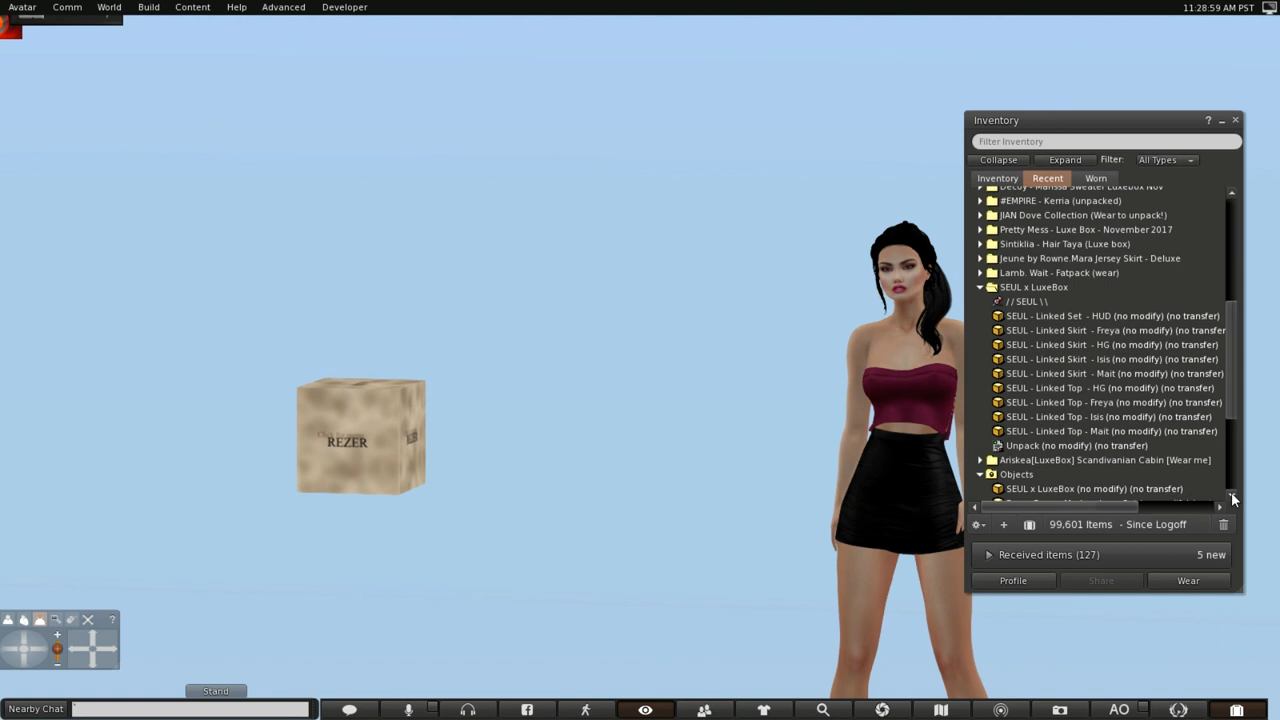 Avatar Comm World Build Content Help Advanced Developer 11:28:59 AM PST
Inventory ? _ ×
Filter Inventory
Collapse Expand Filter: All Types
Inventory Recent Worn
Decoy - Marissa Sweater Luxebox Nov
#EMPIRE - Kerria (unpacked)
JIAN Dove Collection (Wear to unpack!)
Pretty Mess - Luxe Box - November 2017
Sintiklia - Hair Taya (Luxe box)
Jeune by Rowne.Mara Jersey Skirt - Deluxe
Lamb. Wait - Fatpack (wear)
SEUL x LuxeBox
// SEUL \\
SEUL - Linked Set - HUD (no modify) (no transfer)
SEUL - Linked Skirt - Freya (no modify) (no transfer
SEUL - Linked Skirt - HG (no modify) (no transfer)
SEUL - Linked Skirt - Isis (no modify) (no transfer)
SEUL - Linked Skirt - Mait (no modify) (no transfer)
SEUL - Linked Top - HG (no modify) (no transfer)
SEUL - Linked Top - Freya (no modify) (no transfer)
SEUL - Linked Top - Isis (no modify) (no transfer)
SEUL - Linked Top - Mait (no modify) (no transfer)
Unpack (no modify) (no transfer)
Ariskea[LuxeBox] Scandivanian Cabin [Wear me]
Objects
SEUL x LuxeBox (no modify) (no transfer)
99,601 Items - Since Logoff
Received items (127) 5 new
Profile Share Wear
REZER
?
Stand
Nearby Chat
AO